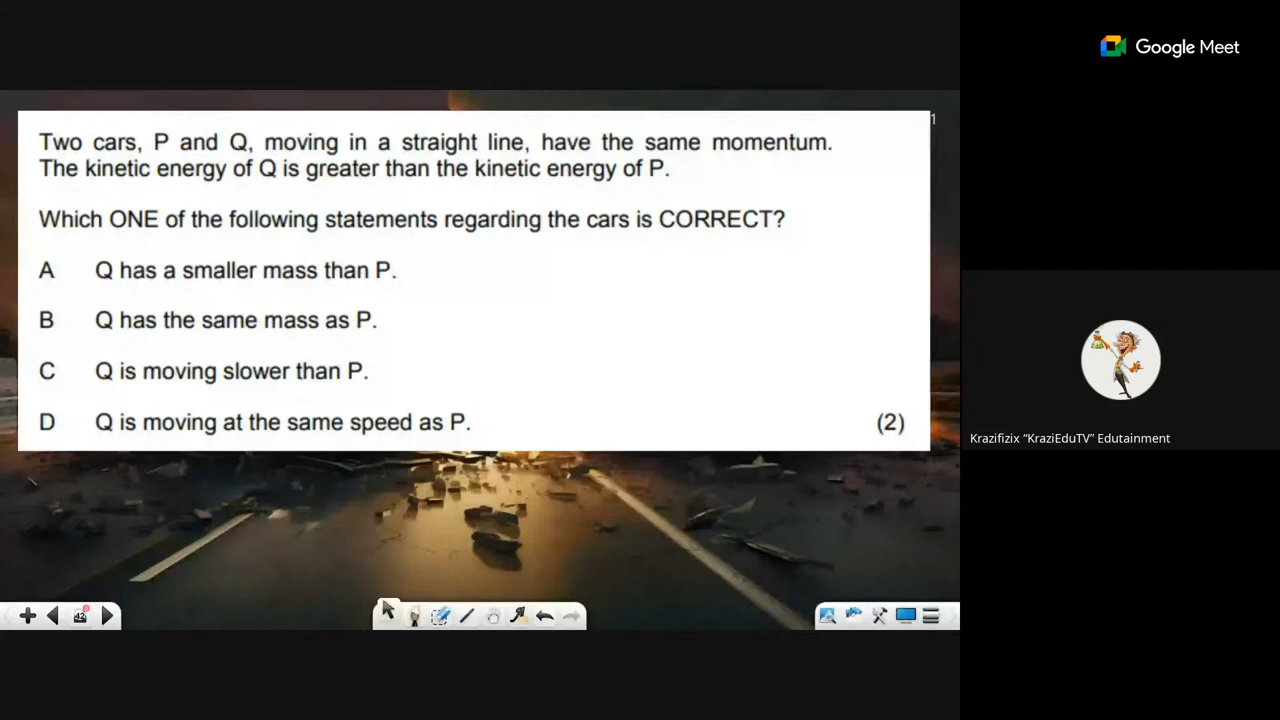 Google Meet
1
Two cars, P and Q, moving in a straight line, have the same momentum.
The kinetic energy of Q is greater than the kinetic energy of P.
Which ONE of the following statements regarding the cars is CORRECT?
A Q has a smaller mass than P.
B Q has the same mass as P.
C Q is moving slower than P.
D Q is moving at the same speed as P. (2)
Krazifizix “KraziEduTV” Edutainment
42